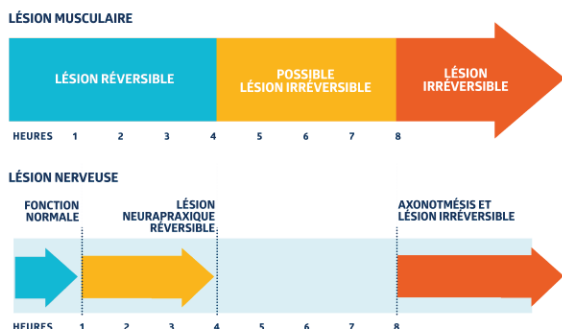 LÉSION MUSCULAIRE
LÉSION RÉVERSIBLE
POSSIBLE
LÉSION IRRÉVERSIBLE
LÉSION
IRRÉVERSIBLE
HEURES 1 2 3 4 5 6 7 8
LÉSION NERVEUSE
FONCTION
NORMALE
LÉSION
NEURAPRAXIQUE
RÉVERSIBLE
AXONOTMÉSIS ET
LÉSION IRRÉVERSIBLE
HEURES 1 2 3 4 5 6 7 8